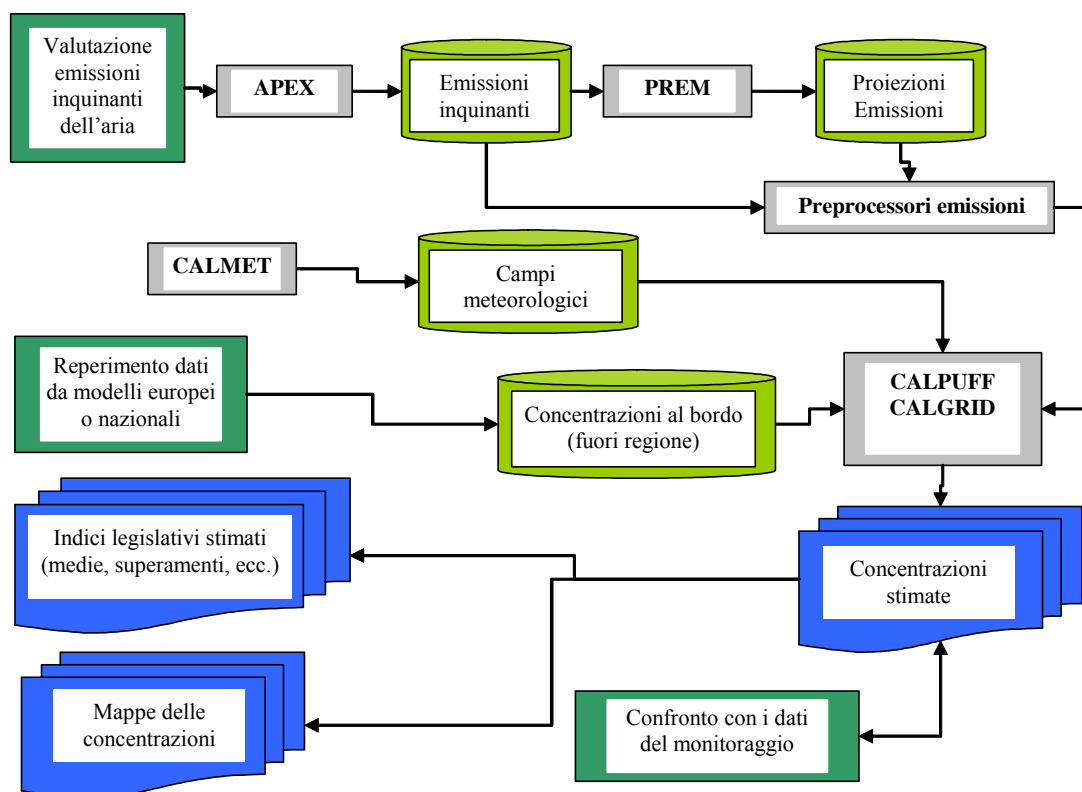 Valutazione
emissioni
inquinanti
dell'aria
APEX
Emissioni
inquinanti
PREM
Proiezioni
Emissioni
Preprocessori emissioni
CALMET
Campi
meteorologici
Reperimento dati
da modelli europei
o nazionali
Concentrazioni al bordo
(fuori regione)
CALPUFF
CALGRID
Indici legislativi stimati
(medie, superamenti, ecc.)
Concentrazioni
stimate
Mappe delle
concentrazioni
Confronto con i dati
del monitoraggio